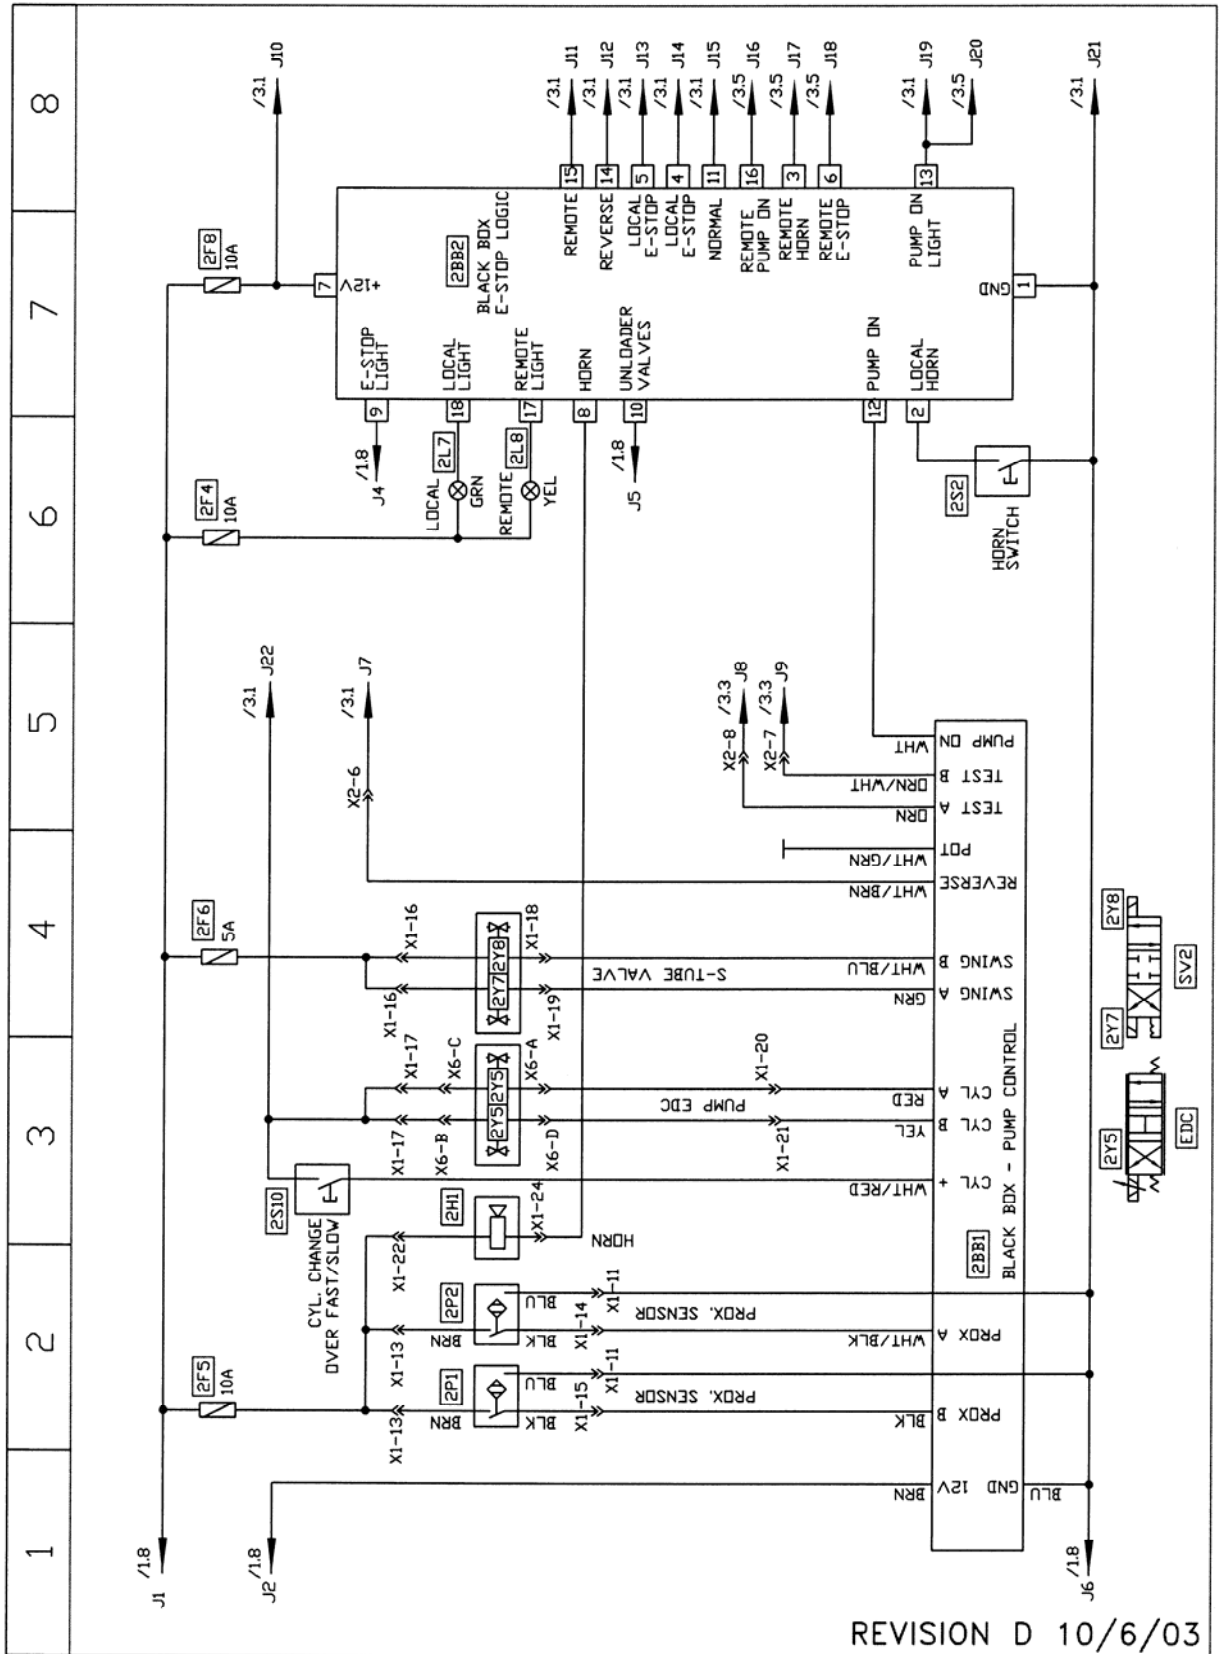 8
7
6
5
4
3
2
1
/3.1 J10
2F8
10A
7
+12V
2BB2
BLACK BOX
E-STOP LOGIC
15
REMOTE
/3.1 J11
14
REVERSE
/3.1 J12
5
LOCAL
E-STOP
/3.1 J13
4
LOCAL
E-STOP
/3.1 J14
11
NORMAL
/3.1 J15
16
REMOTE
PUMP ON
/3.5 J16
3
REMOTE
HORN
/3.5 J17
6
REMOTE
E-STOP
/3.5 J18
13
PUMP ON
LIGHT
/3.1 J19
/3.5 J20
1
GND
/3.1 J21
9
E-STOP
LIGHT
J4 /1.8
18
LOCAL
LIGHT
2L7
LOCAL
GRN
17
REMOTE
LIGHT
2L8
REMOTE
YEL
8
HORN
10
UNLOADER
VALVES
J5 /1.8
12
PUMP ON
2
LOCAL
HORN
2S2
HORN
SWITCH
2F4
10A
/3.1 J22
/3.1 J7
X2-6
/3.3 J8
X2-8
/3.3 J9
X2-7
WHT
PUMP ON
ORN/WHT
TEST B
ORN
TEST A
WHT/GRN
POT
WHT/BRN
REVERSE
2F6
5A
X1-16
X1-16
2Y7
2Y8
X1-18
X1-19
S-TUBE VALVE
WHT/BLU
SWING B
GRN
SWING A
X1-17
X1-17
X6-C
X6-B
2Y5
2Y5
X6-A
X6-D
PUMP EDC
X1-20
X1-21
RED
CYL A
YEL
CYL B
2S10
CYL. CHANGE
OVER FAST/SLOW
WHT/RED
CYL +
2H1
X1-22
X1-24
HORN
2F5
10A
X1-13
BRN
2P2
BLU
BLK
X1-11
X1-14
PROX. SENSOR
WHT/BLK
PROX A
X1-13
BRN
2P1
BLU
BLK
X1-11
X1-15
PROX. SENSOR
BLK
PROX B
2BB1
BLACK BOX - PUMP CONTROL
BRN
12V
GND
BLU
J1 /1.8
J2 /1.8
J6 /1.8
2Y7
2Y8
SV2
2Y5
EDC
REVISION D 10/6/03